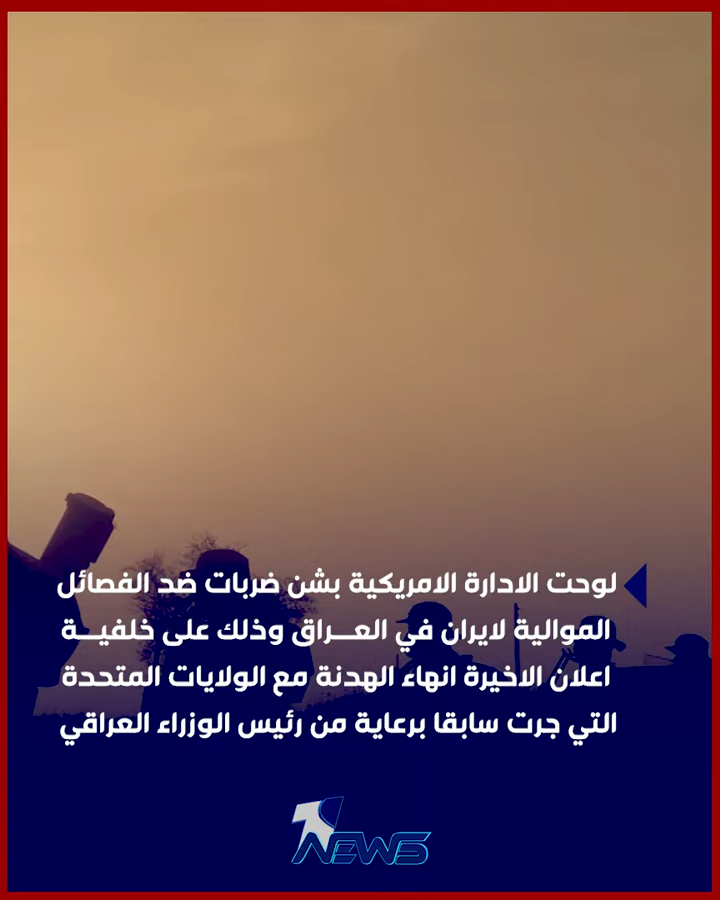 لوحت الادارة الامريكية بشن ضربات ضد الفصائل
الموالية لايران في العـــراق وذلك على خلفيـــة
اعلان الاخيرة انهاء الهدنة مع الولايات المتحدة
التي جرت سابقا برعاية من رئيس الوزراء العراقي
1NEWS